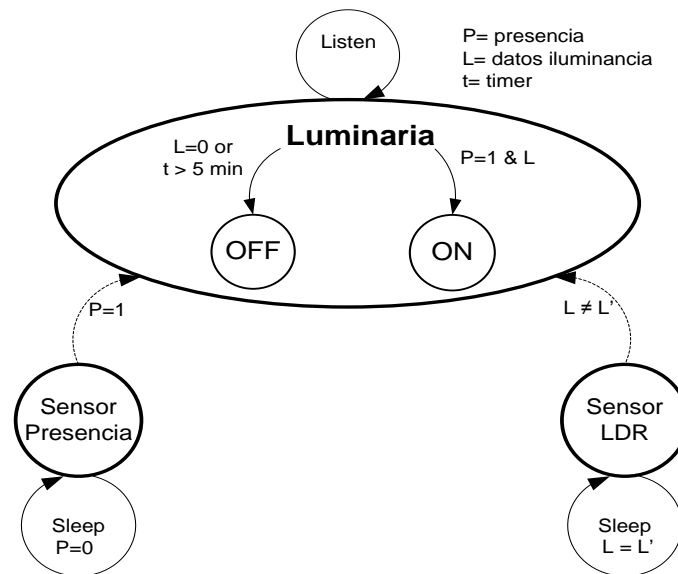 Listen
P= presencia
L= datos iluminancia
t= timer
Luminaria
L=0 or
t > 5 min
P=1 & L
OFF
ON
P=1
L ≠ L’
Sensor
Presencia
Sensor
LDR
Sleep
P=0
Sleep
L = L’